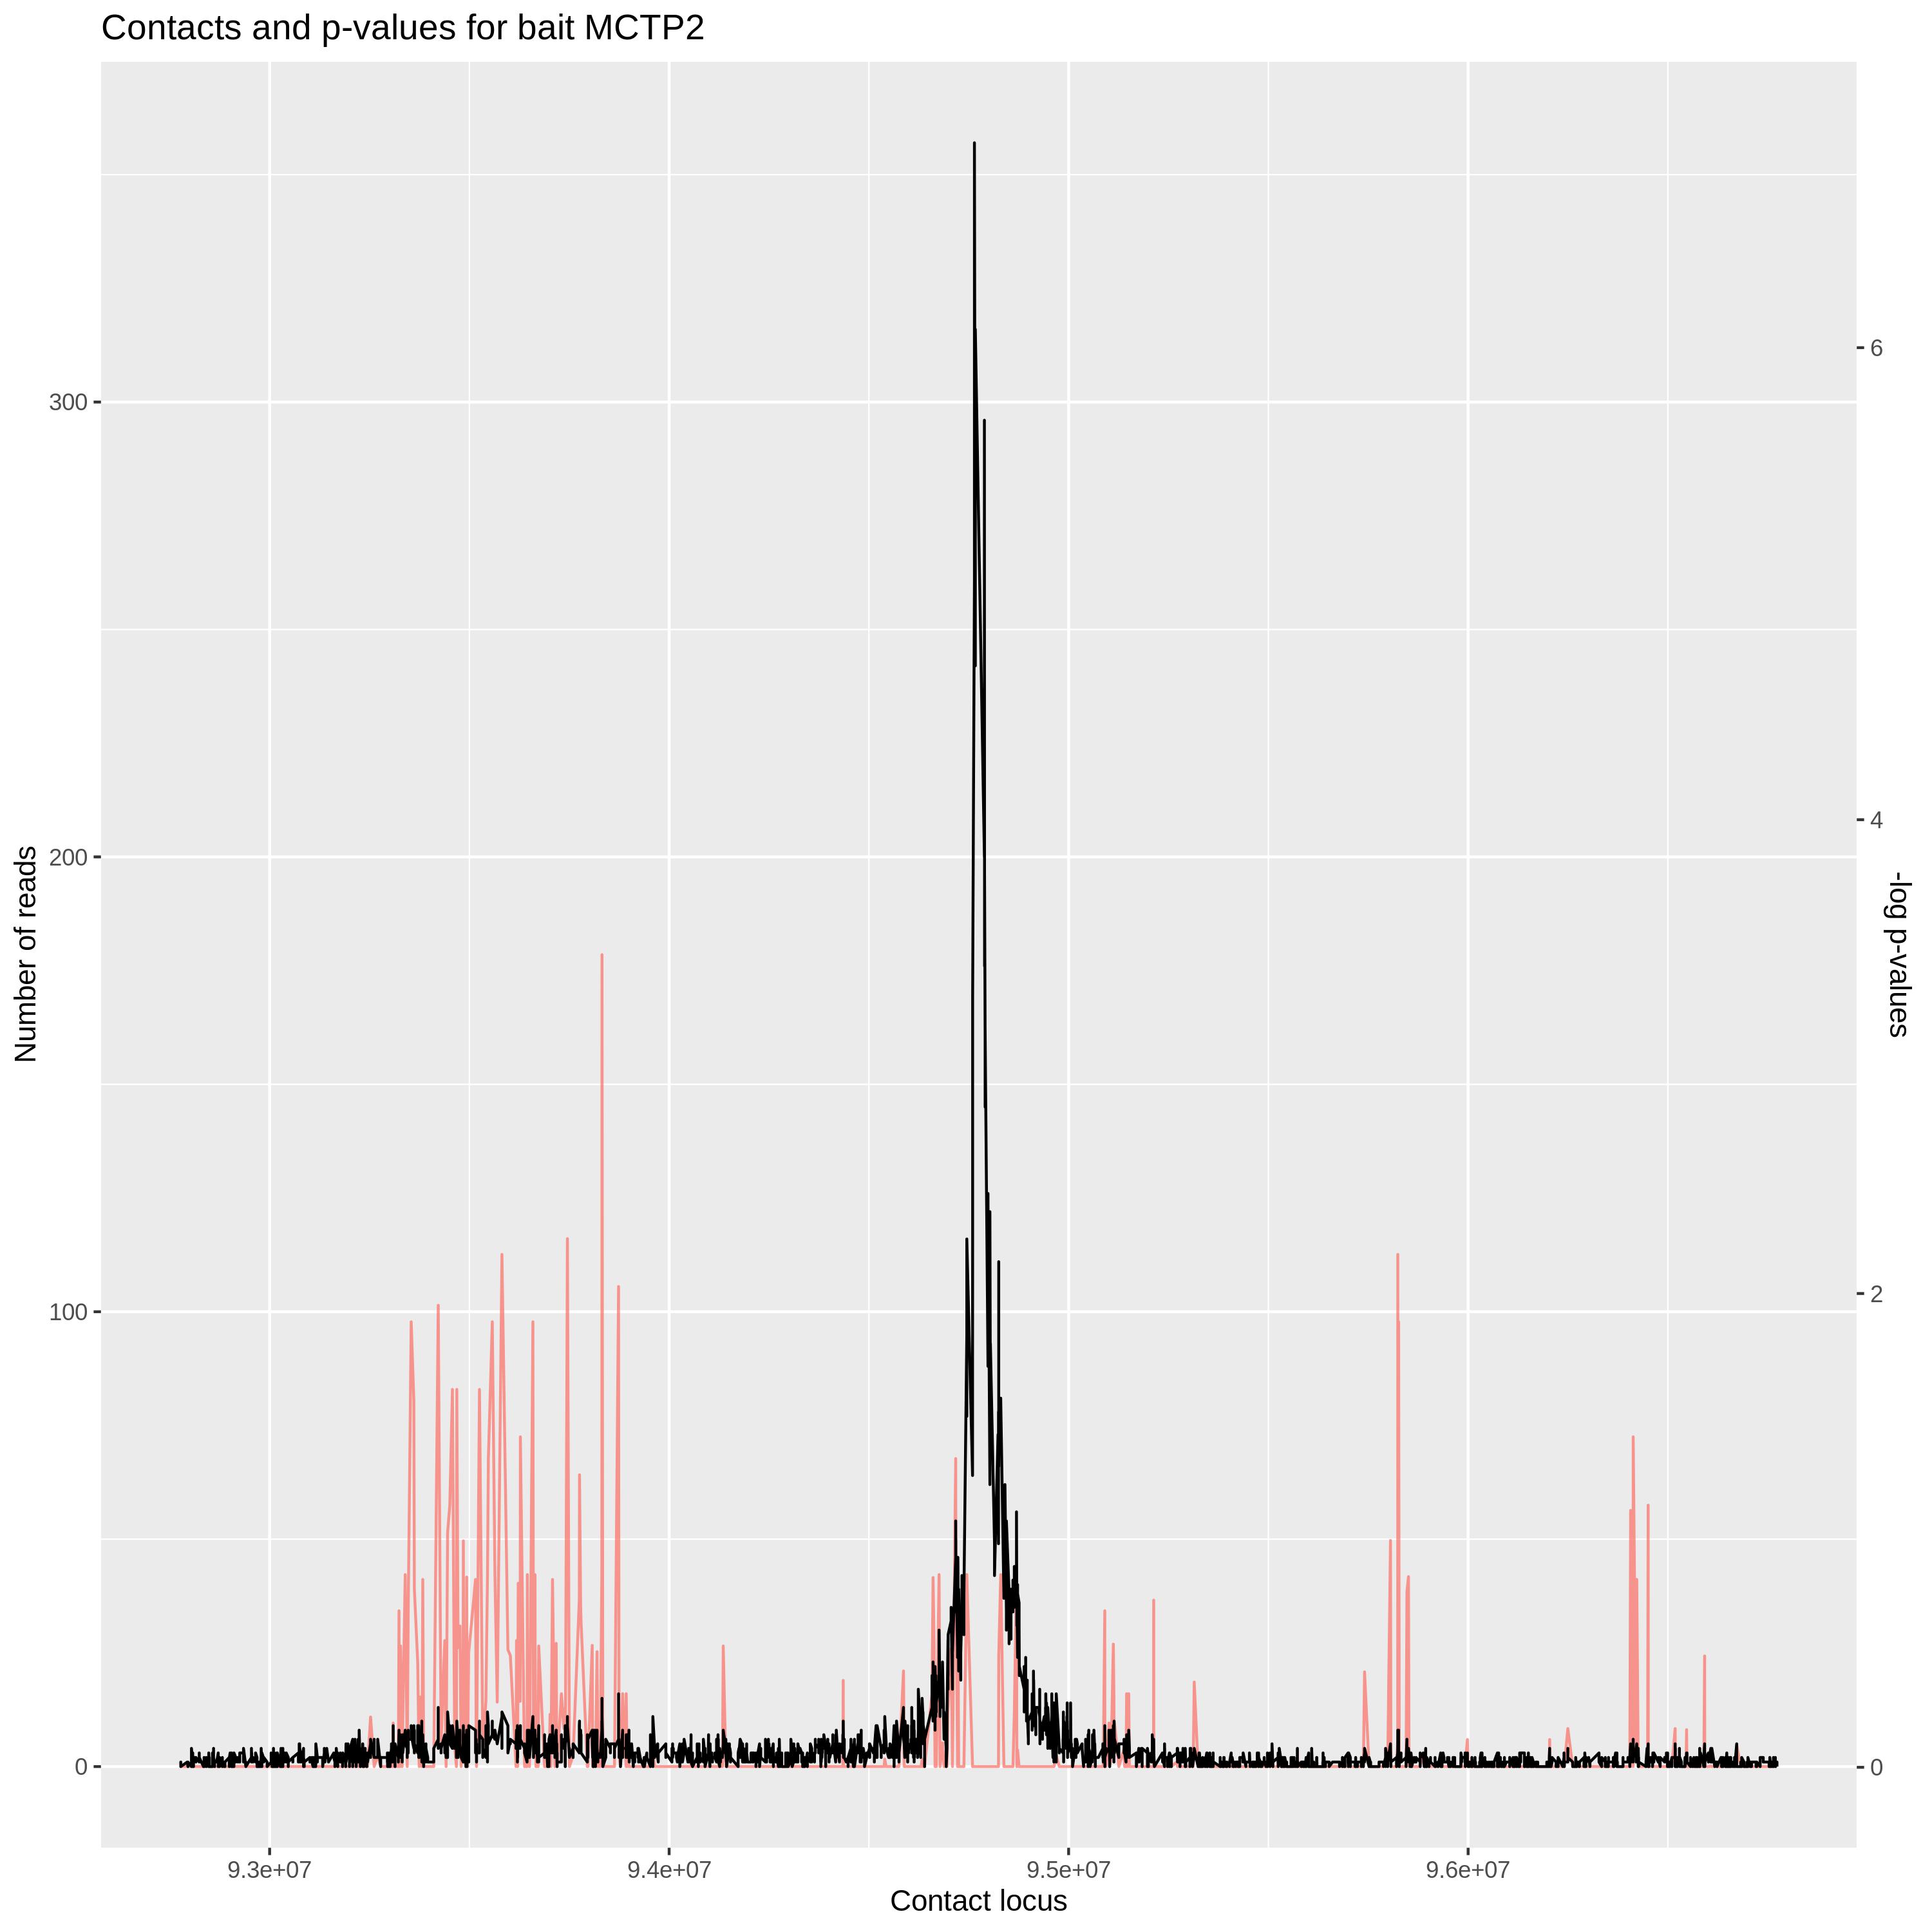 Contacts and p-values for bait MCTP2
Number of reads
300
200
100
0
6
4
2
0
-log p-values
9.3e+07
9.4e+07
9.5e+07
9.6e+07
Contact locus